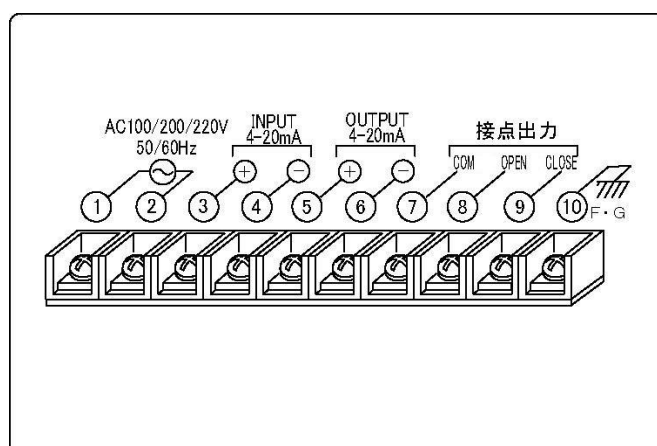 AC100/200/220V
50/60Hz
INPUT
4-20mA
OUTPUT
4-20mA
接点出力
COM OPEN CLOSE
+ - + -
① ② ③ ④ ⑤ ⑥ ⑦ ⑧ ⑨ ⑩
F・G